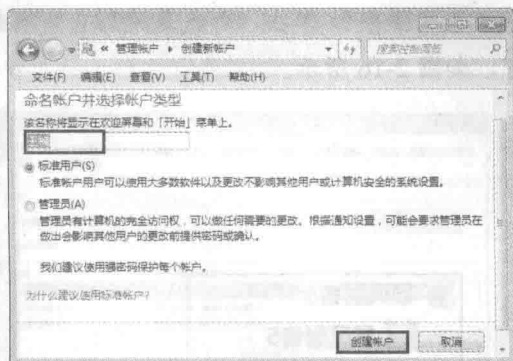 « 管理帐户 ▸ 创建新帐户
搜索控制面板
文件(F) 编辑(E) 查看(V) 工具(T) 帮助(H)
命名帐户并选择帐户类型
该名称将显示在欢迎屏幕和「开始」菜单上。
标准用户(S)
标准帐户用户可以使用大多数软件以及更改不影响其他用户或计算机安全的系统设置。
管理员(A)
管理员有计算机的完全访问权，可以做任何需要的更改。根据通知设置，可能会要求管理员在
做出会影响其他用户的更改前提供密码或确认。
我们建议使用强密码保护每个帐户。
为什么建议使用标准帐户?
创建帐户 取消